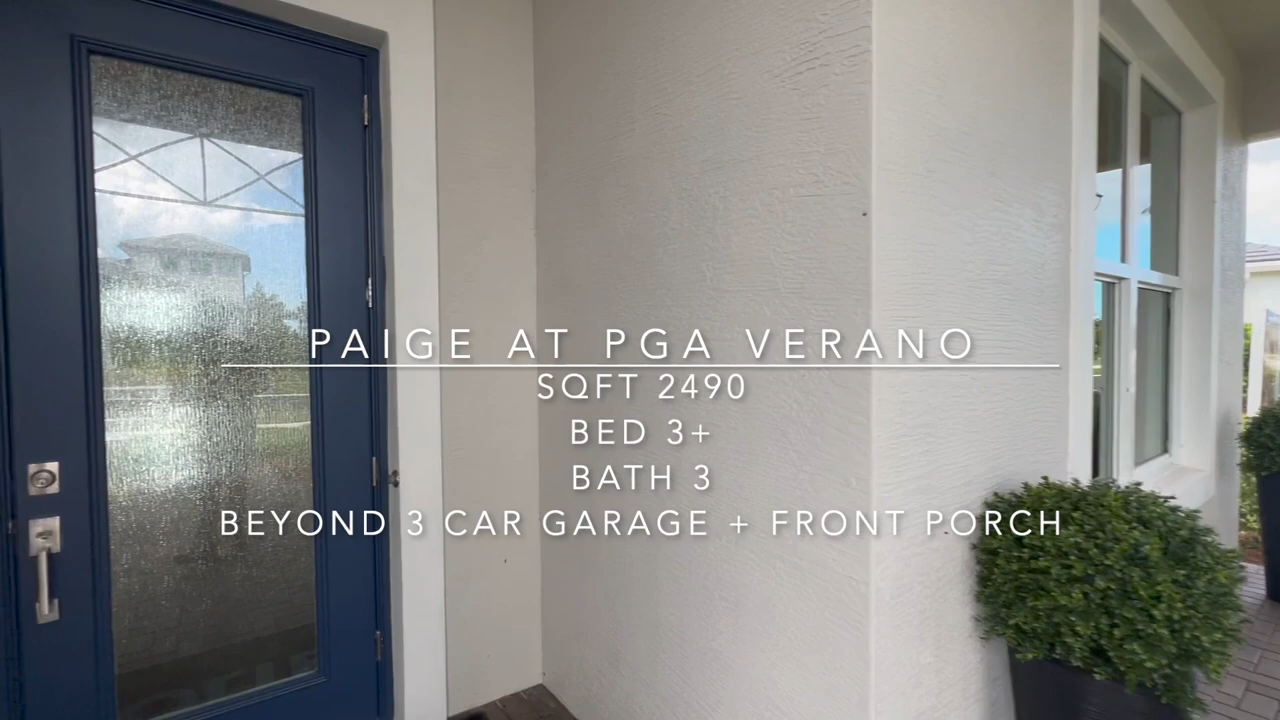 PAIGE AT PGA VERANO
SQFT 2490
BED 3+
BATH 3
BEYOND 3 CAR GARAGE + FRONT PORCH